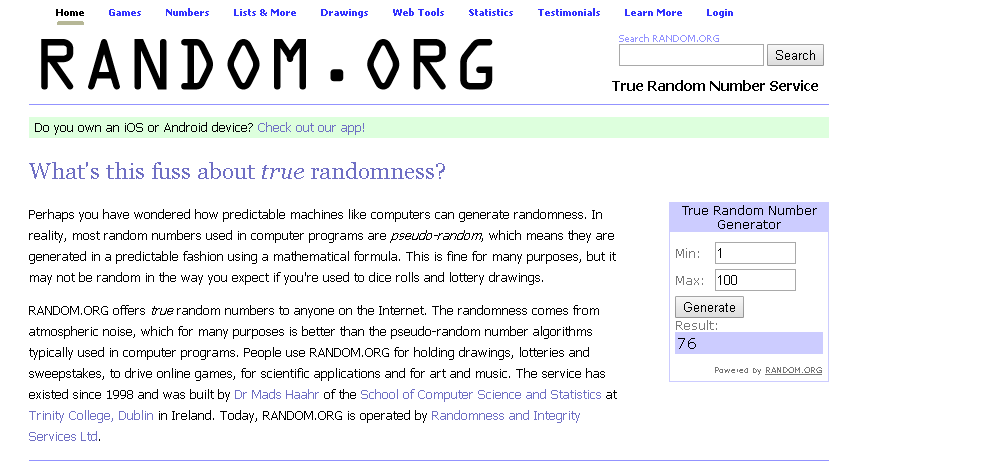 Home Games Numbers Lists & More Drawings Web Tools Statistics Testimonials Learn More Login
RANDOM.ORG
Search RANDOM.ORG
Search
True Random Number Service
Do you own an iOS or Android device? Check out our app!
What's this fuss about true randomness?
Perhaps you have wondered how predictable machines like computers can generate randomness. In
reality, most random numbers used in computer programs are pseudo-random, which means they are
generated in a predictable fashion using a mathematical formula. This is fine for many purposes, but it
may not be random in the way you expect if you're used to dice rolls and lottery drawings.
RANDOM.ORG offers true random numbers to anyone on the Internet. The randomness comes from
atmospheric noise, which for many purposes is better than the pseudo-random number algorithms
typically used in computer programs. People use RANDOM.ORG for holding drawings, lotteries and
sweepstakes, to drive online games, for scientific applications and for art and music. The service has
existed since 1998 and was built by Dr Mads Haahr of the School of Computer Science and Statistics at
Trinity College, Dublin in Ireland. Today, RANDOM.ORG is operated by Randomness and Integrity
Services Ltd.
True Random Number
Generator
Min: 1
Max: 100
Generate
Result:
76
Powered by RANDOM.ORG